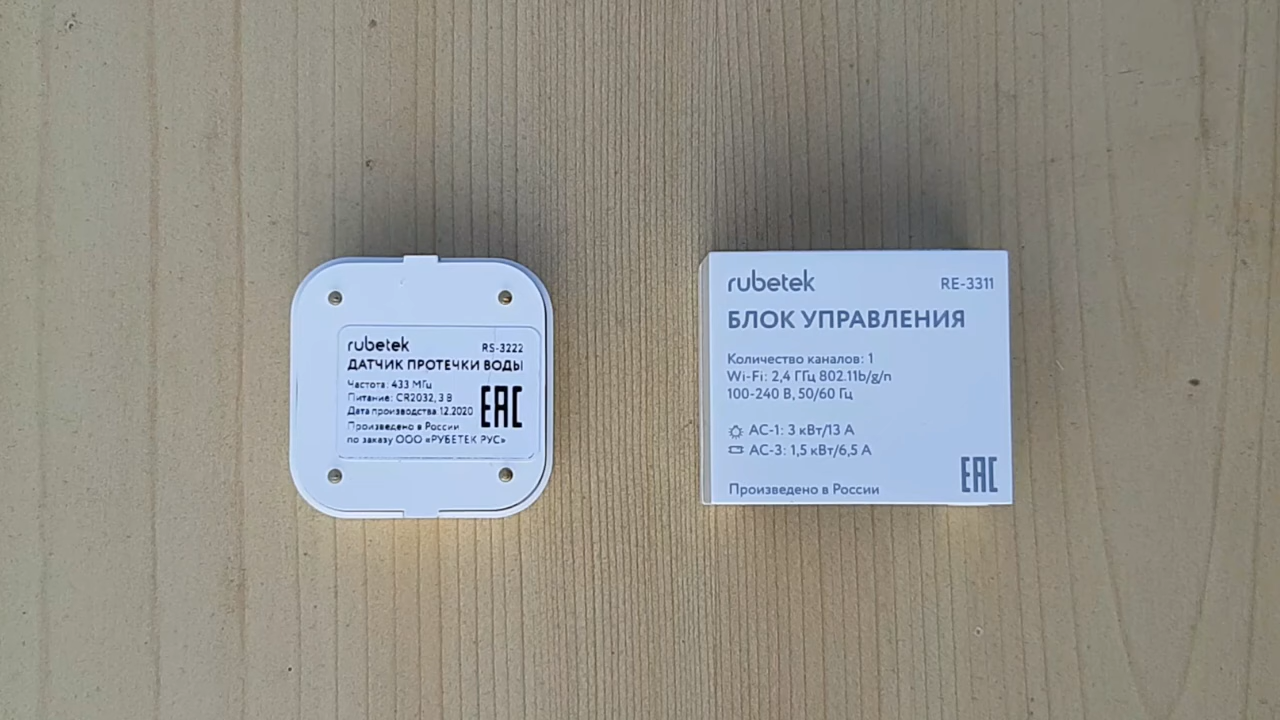 rubetek RS-3222
ДАТЧИК ПРОТЕЧКИ ВОДЫ
Частота: 433 МГц
Питание: CR2032, 3 В
Дата производства 12.2020
Произведено в России
по заказу ООО «РУБЕТЕК РУС»
EAC
rubetek RE-3311
БЛОК УПРАВЛЕНИЯ
Количество каналов: 1
Wi-Fi: 2,4 ГГц 802.11b/g/n
100-240 В, 50/60 Гц
AC-1: 3 кВт/13 А
AC-3: 1,5 кВт/6,5 А
Произведено в России
EAC